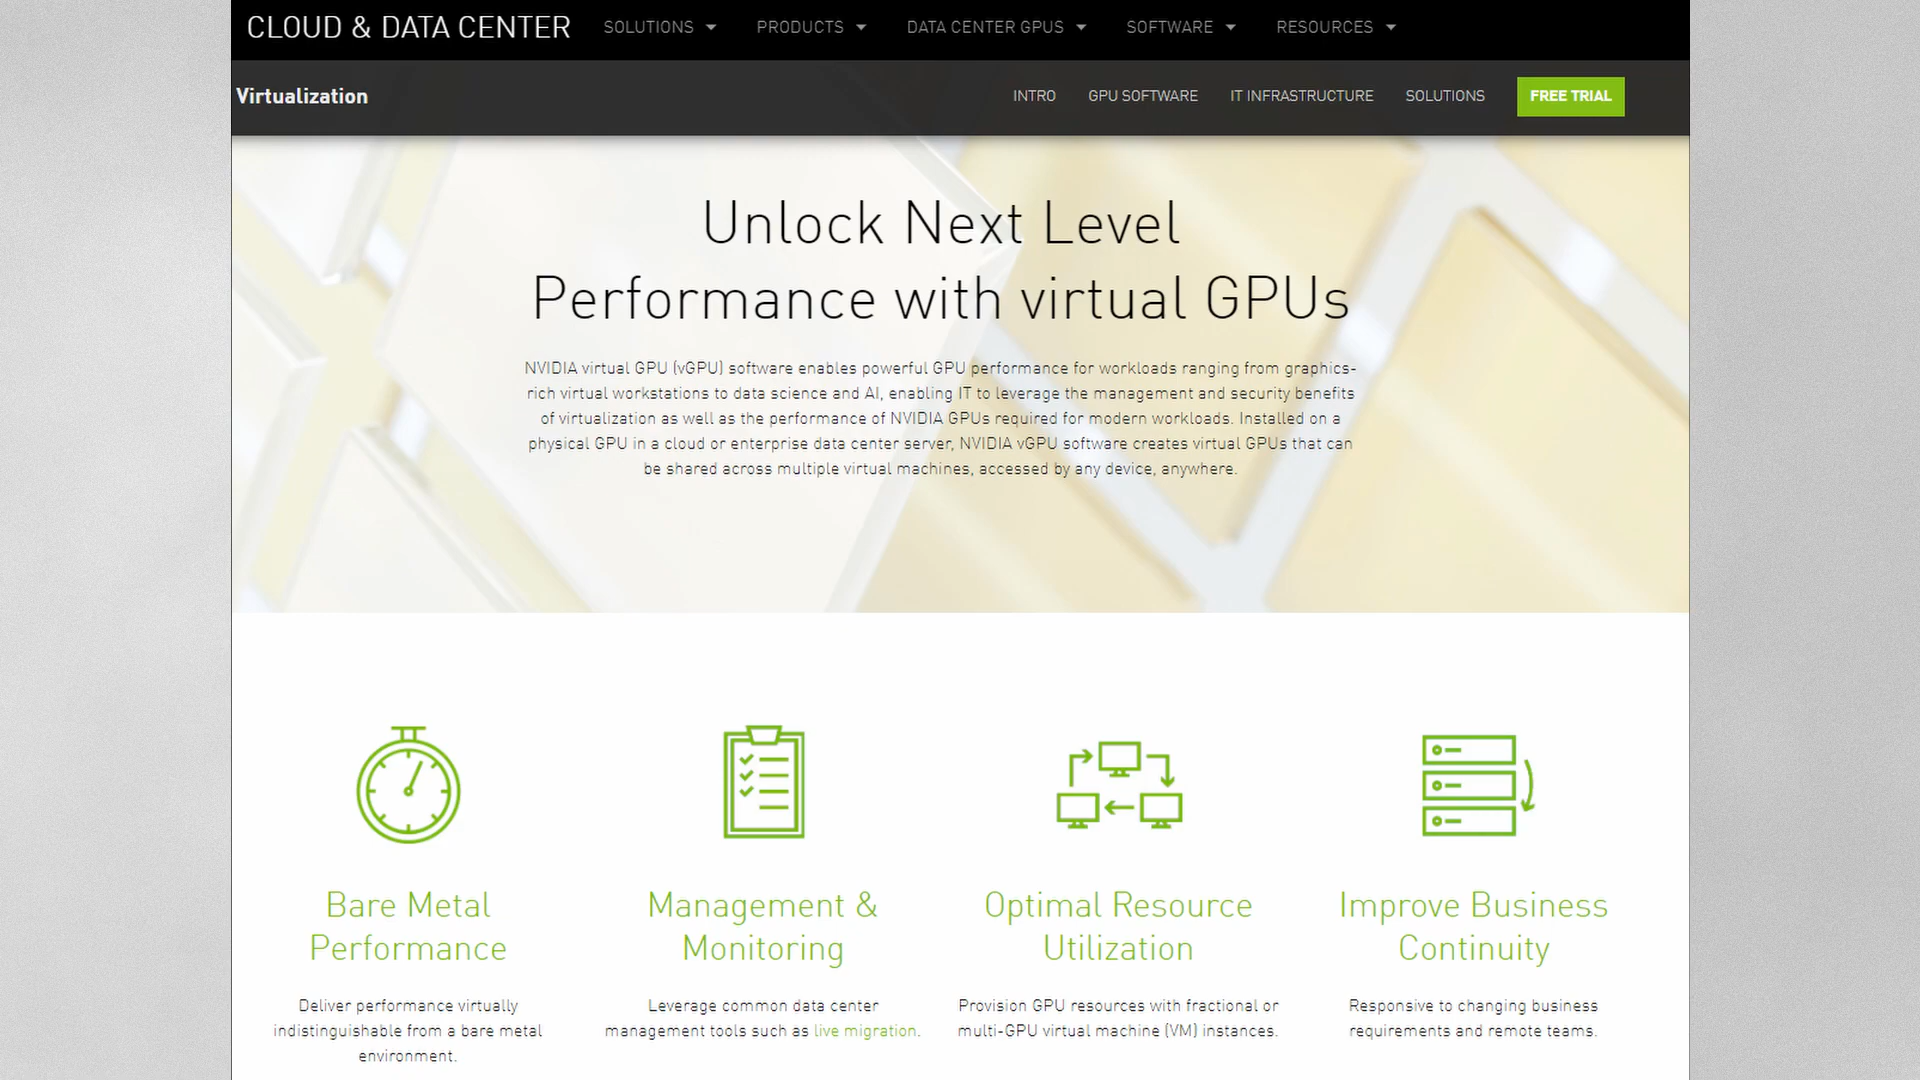 CLOUD & DATA CENTER SOLUTIONS PRODUCTS DATA CENTER GPUS SOFTWARE RESOURCES
Virtualization INTRO GPU SOFTWARE IT INFRASTRUCTURE SOLUTIONS FREE TRIAL
Unlock Next Level
Performance with virtual GPUs
NVIDIA virtual GPU (vGPU) software enables powerful GPU performance for workloads ranging from graphics-
rich virtual workstations to data science and AI, enabling IT to leverage the management and security benefits
of virtualization as well as the performance of NVIDIA GPUs required for modern workloads. Installed on a
physical GPU in a cloud or enterprise data center server, NVIDIA vGPU software creates virtual GPUs that can
be shared across multiple virtual machines, accessed by any device, anywhere.
Bare Metal
Performance
Deliver performance virtually
indistinguishable from a bare metal
environment.
Management &
Monitoring
Leverage common data center
management tools such as live migration.
Optimal Resource
Utilization
Provision GPU resources with fractional or
multi-GPU virtual machine (VM) instances.
Improve Business
Continuity
Responsive to changing business
requirements and remote teams.